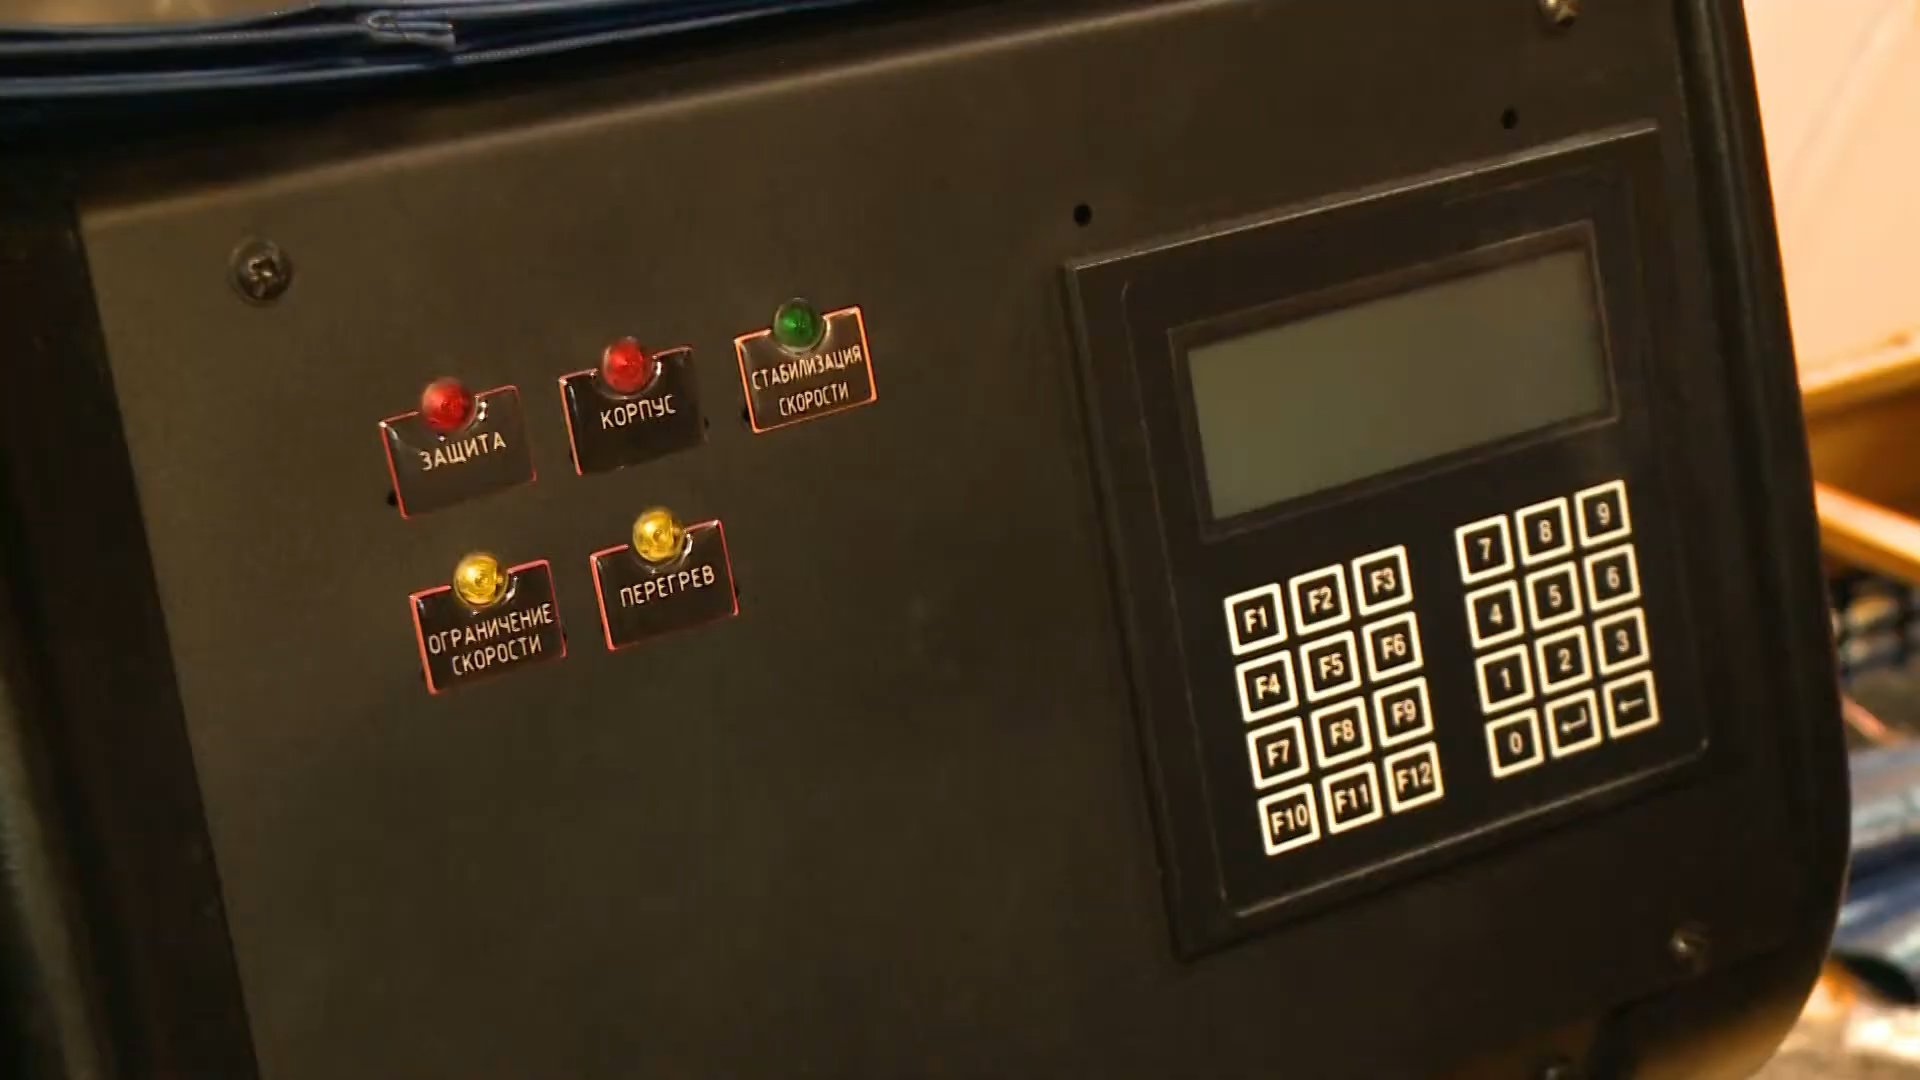 ЗАЩИТА
КОРПУС
СТАБИЛИЗАЦИЯ
СКОРОСТИ
ОГРАНИЧЕНИЕ
СКОРОСТИ
ПЕРЕГРЕВ
F1 F2 F3
F4 F5 F6
F7 F8 F9
F10 F11 F12
7 8 9
4 5 6
1 2 3
0 ↵ ←